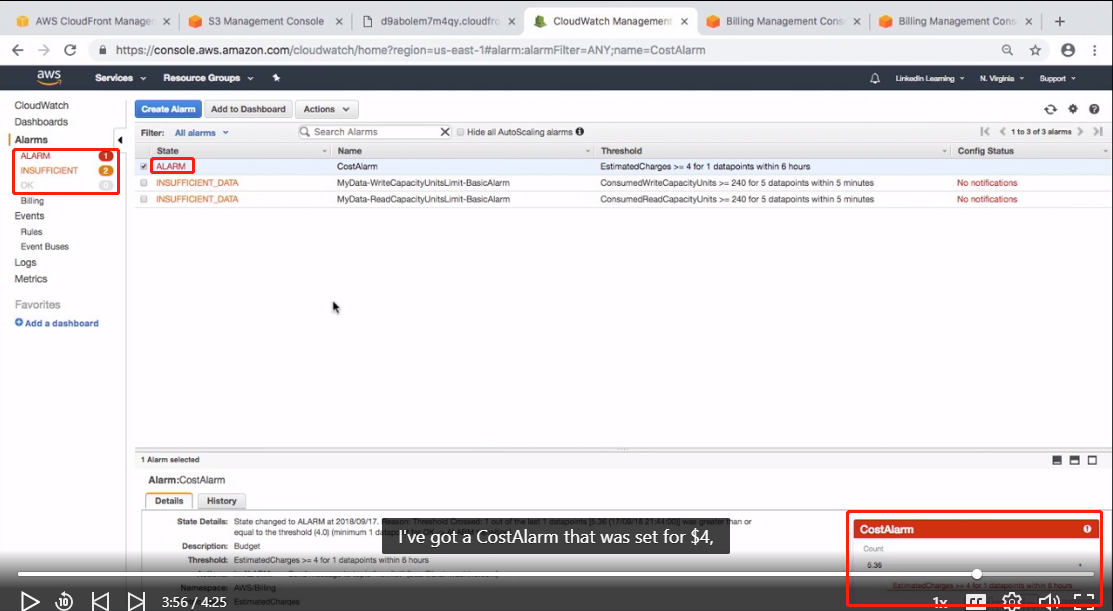 AWS CloudFront Manager
S3 Management Console
d9abolem7m4qy.cloudfro
CloudWatch Management
Billing Management Cons
Billing Management Cons
https://console.aws.amazon.com/cloudwatch/home?region=us-east-1#alarm:alarmFilter=ANY;name=CostAlarm
aws
Services
Resource Groups
LinkedIn Learning
N. Virginia
Support
CloudWatch
Dashboards
Alarms
ALARM 1
INSUFFICIENT 2
OK 0
Billing
Events
Rules
Event Buses
Logs
Metrics
Favorites
Add a dashboard
Create Alarm Add to Dashboard Actions
Filter: All alarms Search Alarms Hide all AutoScaling alarms 1 to 3 of 3 alarms
State Name Threshold Config Status
ALARM CostAlarm EstimatedCharges >= 4 for 1 datapoints within 6 hours
INSUFFICIENT_DATA MyData-WriteCapacityUnitsLimit-BasicAlarm ConsumedWriteCapacityUnits >= 240 for 5 datapoints within 5 minutes No notifications
INSUFFICIENT_DATA MyData-ReadCapacityUnitsLimit-BasicAlarm ConsumedReadCapacityUnits >= 240 for 5 datapoints within 5 minutes No notifications
1 Alarm selected
Alarm:CostAlarm
Details History
State Details: State changed to ALARM at 2018/09/17. Reason: Threshold Crossed: 1 out of the last 1 datapoints [5.36 (17/09/18 21:44:00)] was greater than or
equal to the threshold (4.0) (minimum 1
Description: Budget
Threshold: EstimatedCharges >= 4 for 1 datapoints within 6 hours
Namespace: AWS/Billing
EstimatedCharges
I've got a CostAlarm that was set for $4,
CostAlarm
Count
5.36
EstimatedCharges >= 4 for 1 datapoints within 6 hours
10 3:56 / 4:25 1x CC